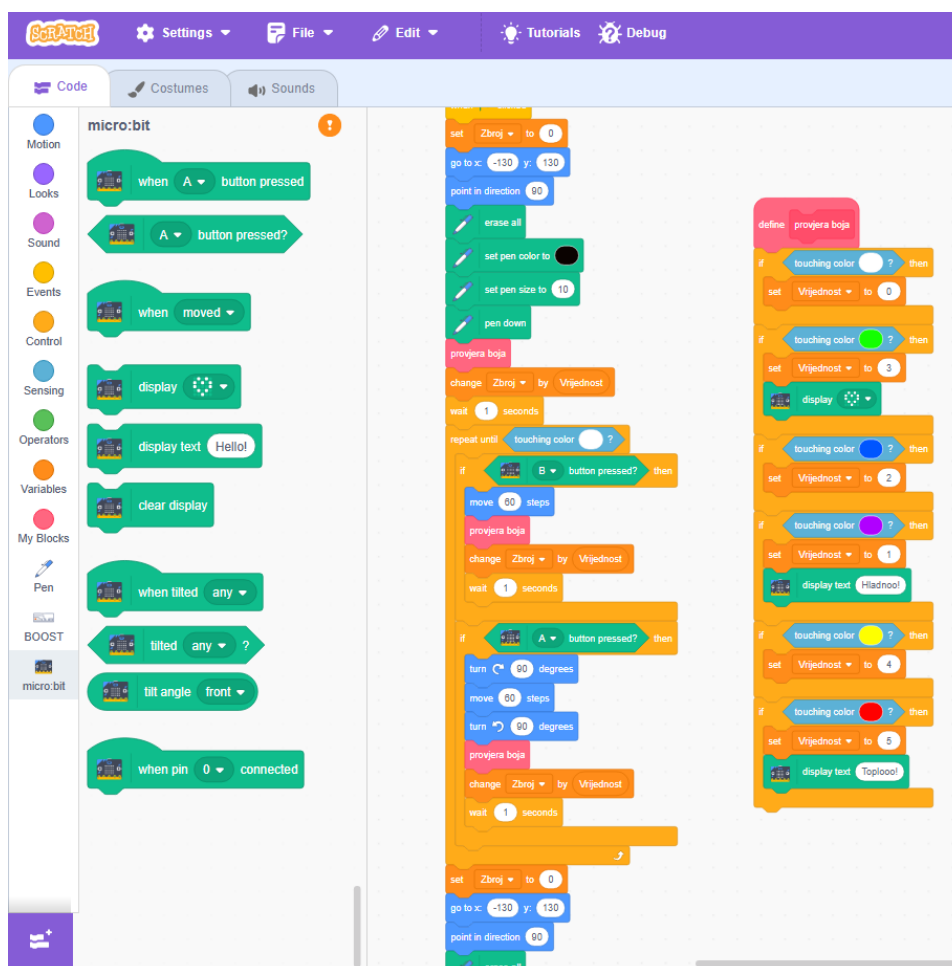 SCRATCH
Settings
File
Edit
Tutorials
Debug
Code
Costumes
Sounds
Motion
Looks
Sound
Events
Control
Sensing
Operators
Variables
My Blocks
Pen
BOOST
micro:bit
micro:bit
when A button pressed
A button pressed?
when moved
display
display text Hello!
clear display
when tilted any
tilted any ?
tilt angle front
when pin 0 connected
set Zbroj to 0
go to x: -130 y: 130
point in direction 90
erase all
set pen color to
set pen size to 10
pen down
provjera boja
change Zbroj by Vrijednost
wait 1 seconds
repeat until touching color ?
if B button pressed? then
move 60 steps
provjera boja
change Zbroj by Vrijednost
wait 1 seconds
if A button pressed? then
turn 90 degrees
move 60 steps
turn 90 degrees
provjera boja
change Zbroj by Vrijednost
wait 1 seconds
set Zbroj to 0
go to x: -130 y: 130
point in direction 90
define provjera boja
if touching color ? then
set Vrijednost to 0
if touching color ? then
set Vrijednost to 3
display
if touching color ? then
set Vrijednost to 2
if touching color ? then
set Vrijednost to 1
display text Hladnoo!
if touching color ? then
set Vrijednost to 4
if touching color ? then
set Vrijednost to 5
display text Toplooo!